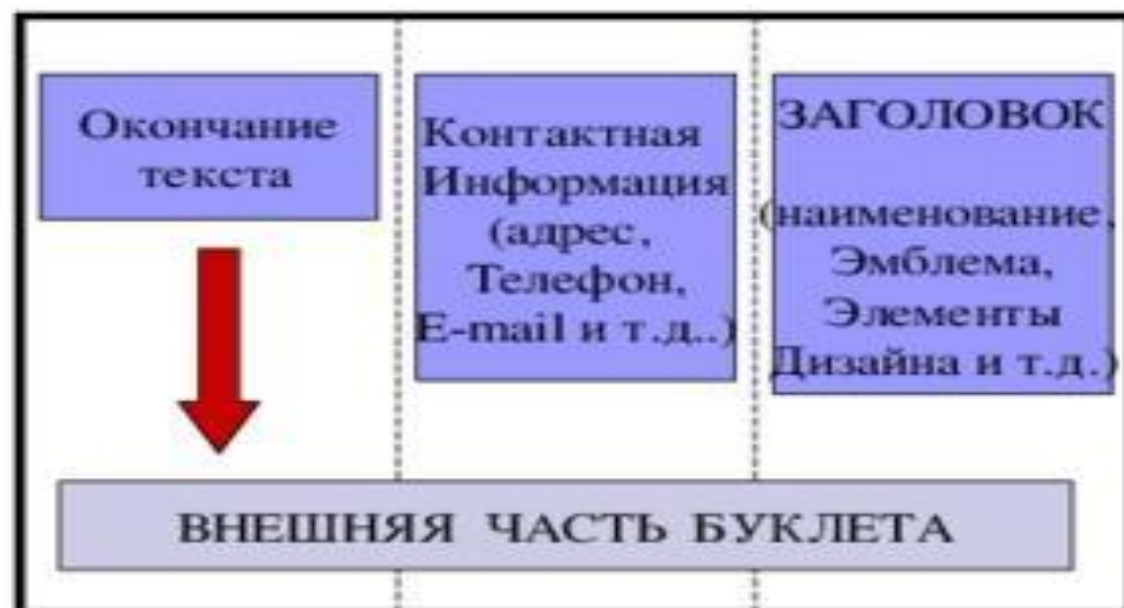 Окончание
текста
Контактная
Информация
(адрес,
Телефон,
E-mail и т.д..)
ЗАГОЛОВОК
(наименование,
Эмблема,
Элементы
Дизайна и т.д.)
ВНЕШНЯЯ ЧАСТЬ БУКЛЕТА